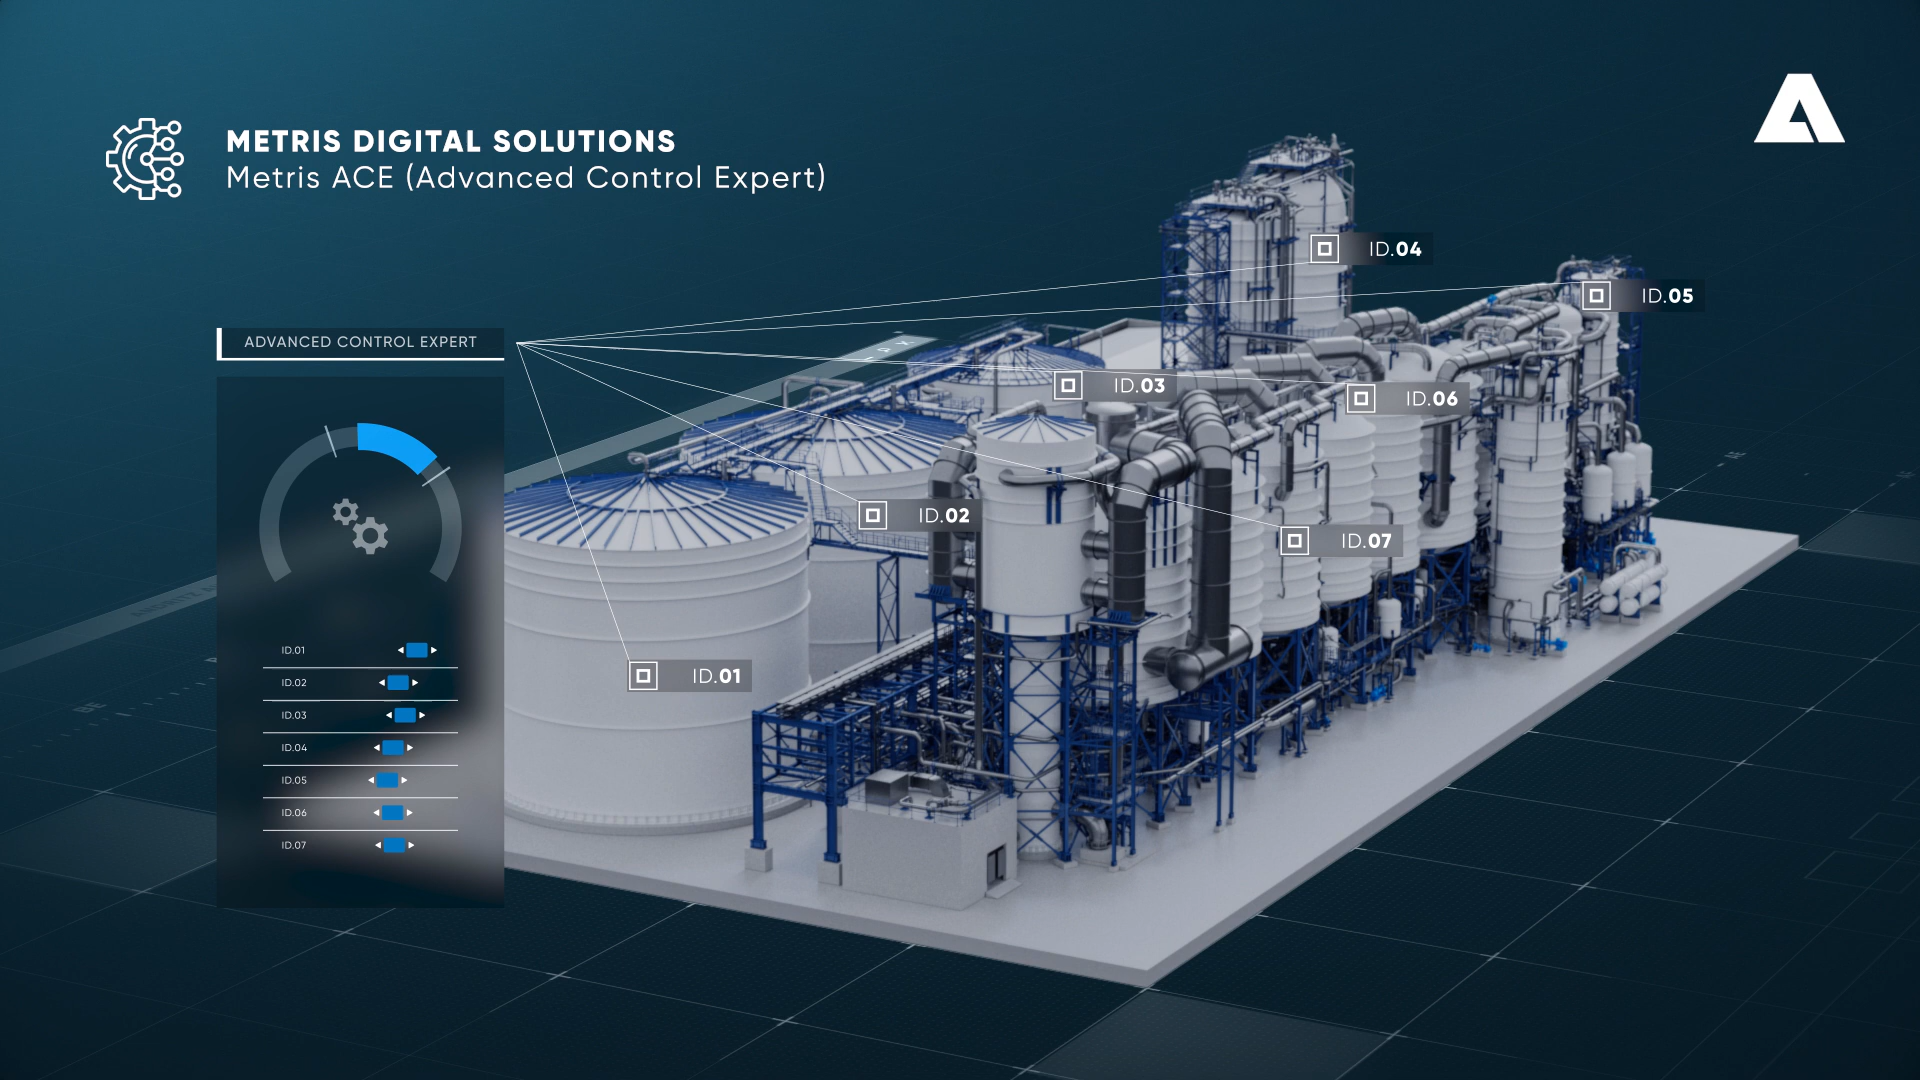 METRIS DIGITAL SOLUTIONS
Metris ACE (Advanced Control Expert)
ADVANCED CONTROL EXPERT
ID.04
ID.05
ID.03
ID.06
ID.02
ID.07
ID.01
ID.01
ID.02
ID.03
ID.04
ID.05
ID.06
ID.07